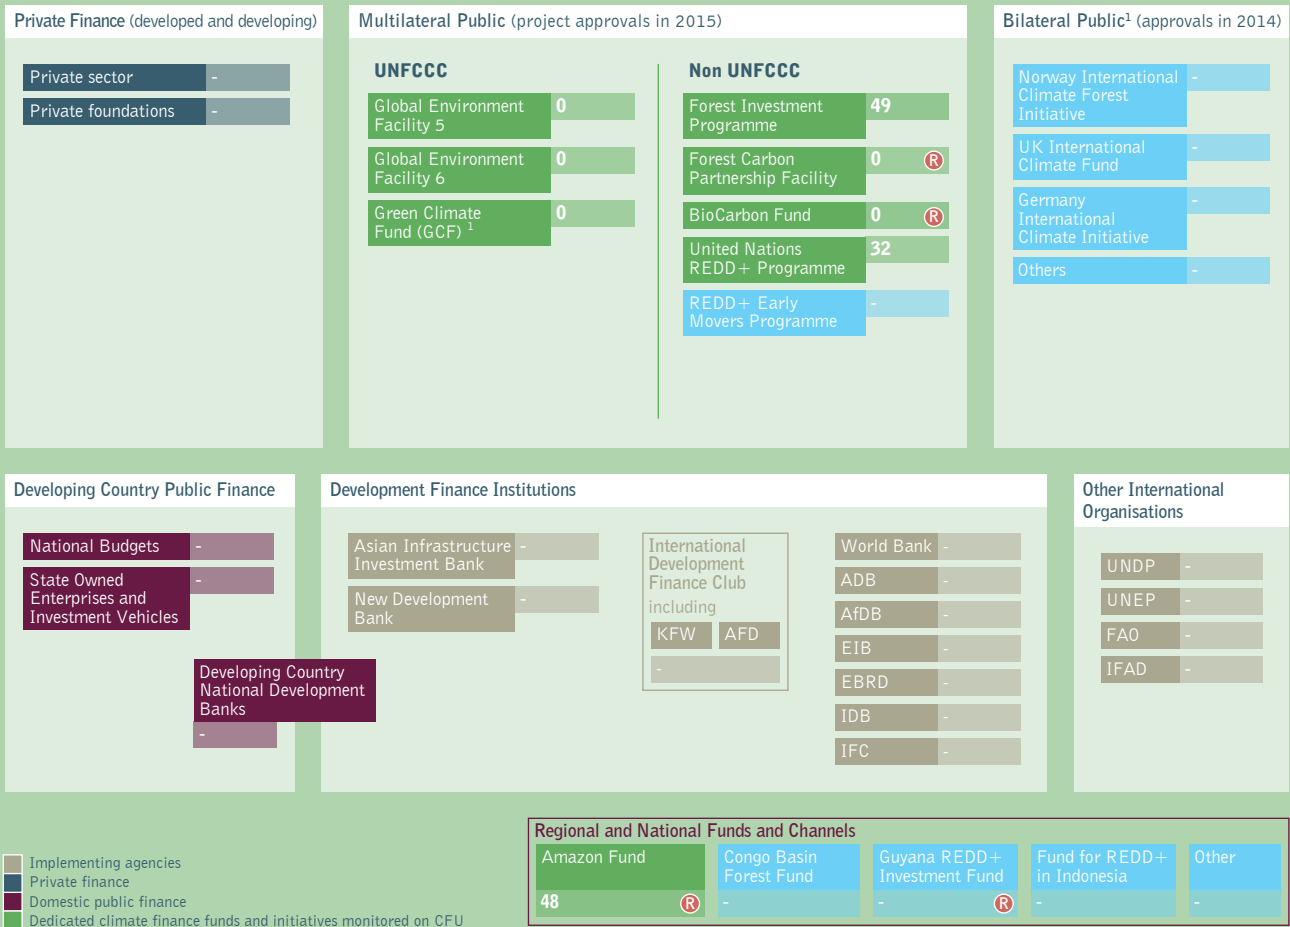 Private Finance (developed and developing)
Private sector -
Private foundations -
Multilateral Public (project approvals in 2015)
UNFCCC
Global Environment 0
Facility 5
Global Environment 0
Facility 6
Green Climate 0
Fund (GCF) 1
Non UNFCCC
Forest Investment 49
Programme
Forest Carbon 0 R
Partnership Facility
BioCarbon Fund 0 R
United Nations 32
REDD+ Programme
REDD+ Early -
Movers Programme
Bilateral Public1 (approvals in 2014)
Norway International -
Climate Forest
Initiative
UK International -
Climate Fund
Germany -
International
Climate Initiative
Others -
Developing Country Public Finance
National Budgets -
State Owned -
Enterprises and
Investment Vehicles
Developing Country
National Development
Banks
-
Development Finance Institutions
Asian Infrastructure -
Investment Bank
New Development -
Bank
International
Development
Finance Club
including
KFW AFD
-
World Bank -
ADB -
AfDB -
EIB -
EBRD -
IDB -
IFC -
Other International
Organisations
UNDP -
UNEP -
FAO -
IFAD -
Implementing agencies
Private finance
Domestic public finance
Dedicated climate finance funds and initiatives monitored on CFU
Regional and National Funds and Channels
Amazon Fund
48 R
Congo Basin
Forest Fund
-
Guyana REDD+
Investment Fund
- R
Fund for REDD+
in Indonesia
-
Other
-